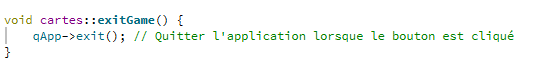 void cartes::exitGame() {
    qApp->exit(); // Quitter l'application lorsque le bouton est cliqué
}